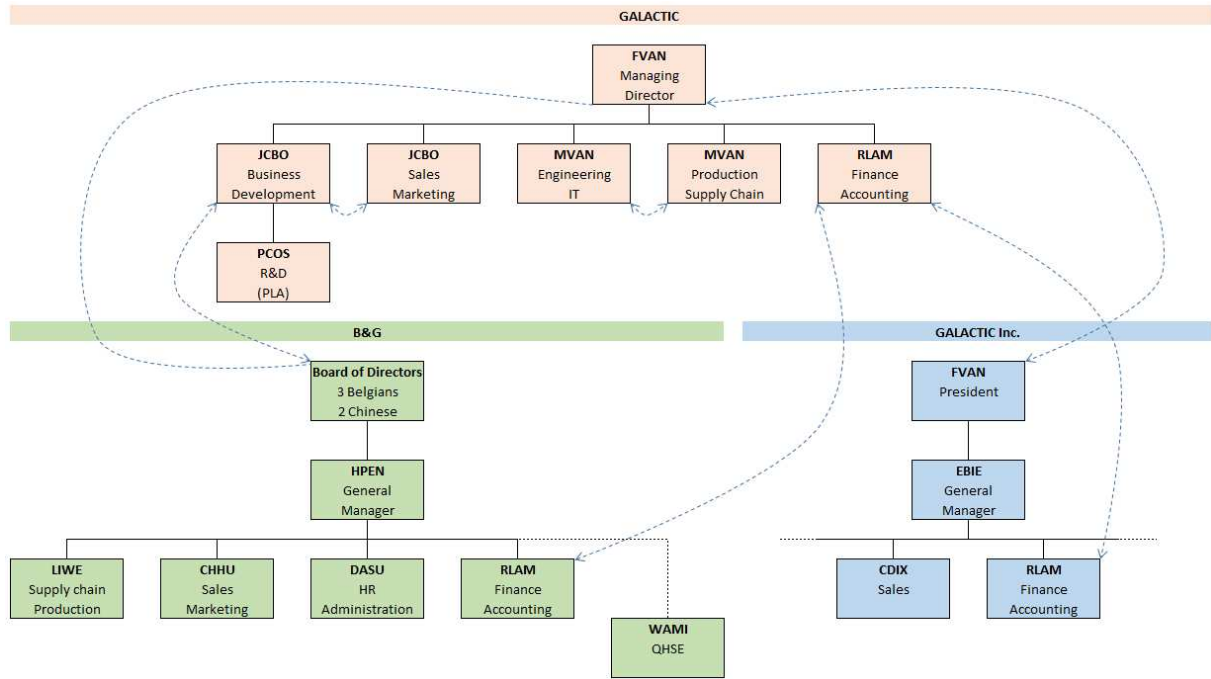 GALACTIC
FVAN
Managing
Director
JCBO
Business
Development
JCBO
Sales
Marketing
MVAN
Engineering
IT
MVAN
Production
Supply Chain
RLAM
Finance
Accounting
PCOS
R&D
(PLA)
B&G
GALACTIC Inc.
Board of Directors
3 Belgians
2 Chinese
FVAN
President
HPEN
General
Manager
EBIE
General
Manager
LIWE
Supply chain
Production
CHHU
Sales
Marketing
DASU
HR
Administration
RLAM
Finance
Accounting
WAMI
QHSE
CDIX
Sales
RLAM
Finance
Accounting